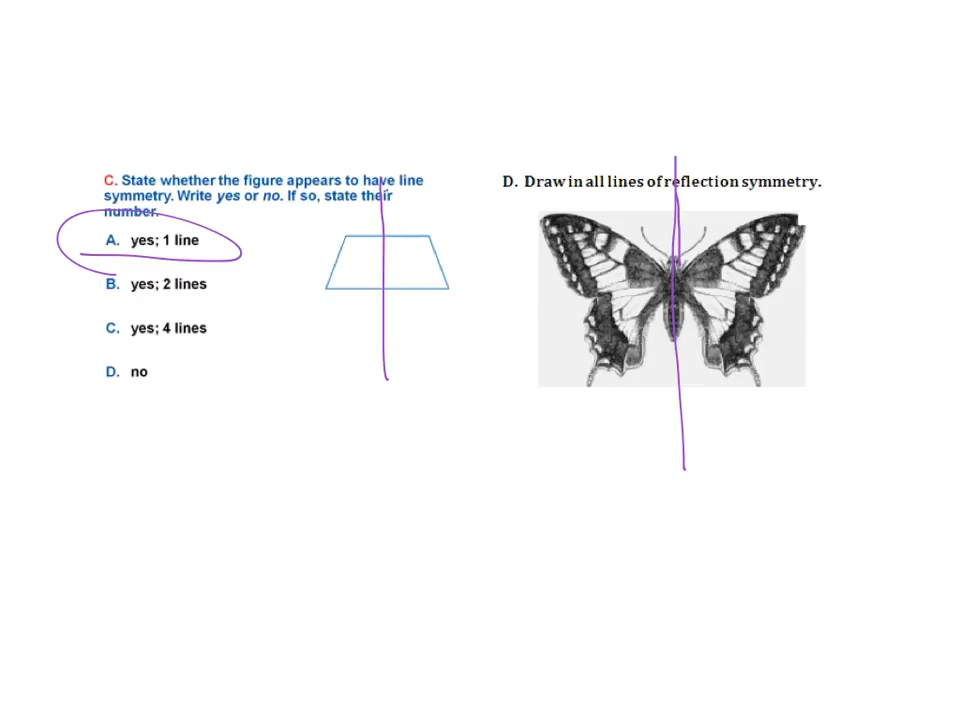 C. State whether the figure appears to have line
symmetry. Write yes or no. If so, state their
number.
A. yes; 1 line
B. yes; 2 lines
C. yes; 4 lines
D. no
D. Draw in all lines of reflection symmetry.